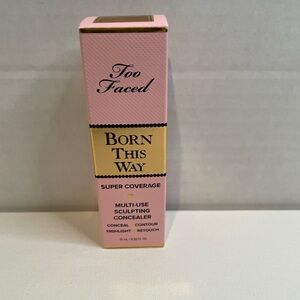 Too
Faced
BORN
THIS
WAY
SUPER COVERAGE
MULTI-USE
SCULPTING
CONCEALER
CONCEAL CONTOUR
HIGHLIGHT RETOUCH